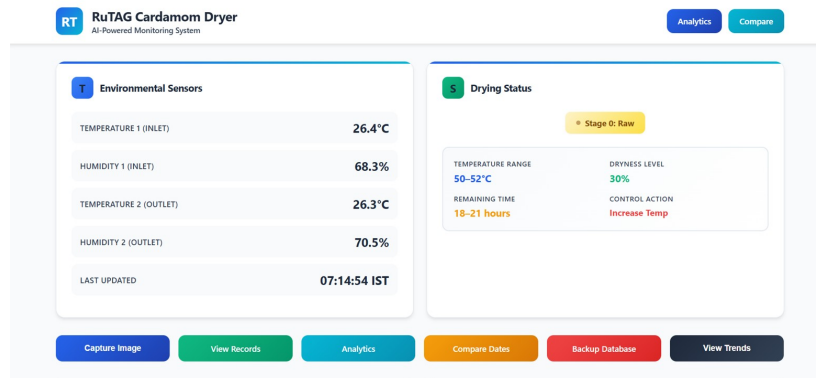 RT
RuTAG Cardamom Dryer
AI-Powered Monitoring System
Analytics
Compare
T
Environmental Sensors
TEMPERATURE 1 (INLET)
26.4°C
HUMIDITY 1 (INLET)
68.3%
TEMPERATURE 2 (OUTLET)
26.3°C
HUMIDITY 2 (OUTLET)
70.5%
LAST UPDATED
07:14:54 IST
S
Drying Status
Stage 0: Raw
TEMPERATURE RANGE
50–52°C
DRYNESS LEVEL
30%
REMAINING TIME
18–21 hours
CONTROL ACTION
Increase Temp
Capture Image
View Records
Analytics
Compare Dates
Backup Database
View Trends